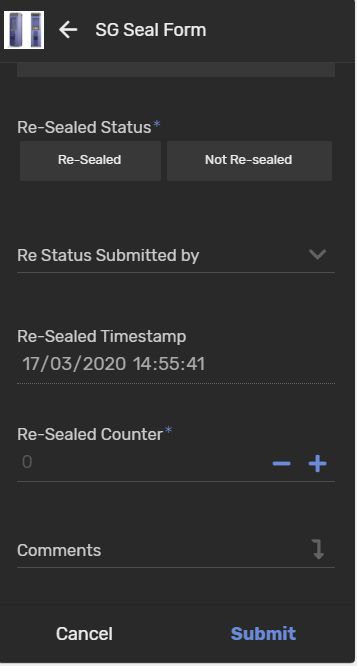 SG Seal Form
Re-Sealed Status*
Re-Sealed Not Re-sealed
Re Status Submitted by
Re-Sealed Timestamp
17/03/2020 14:55:41
Re-Sealed Counter*
0
Comments
Cancel Submit